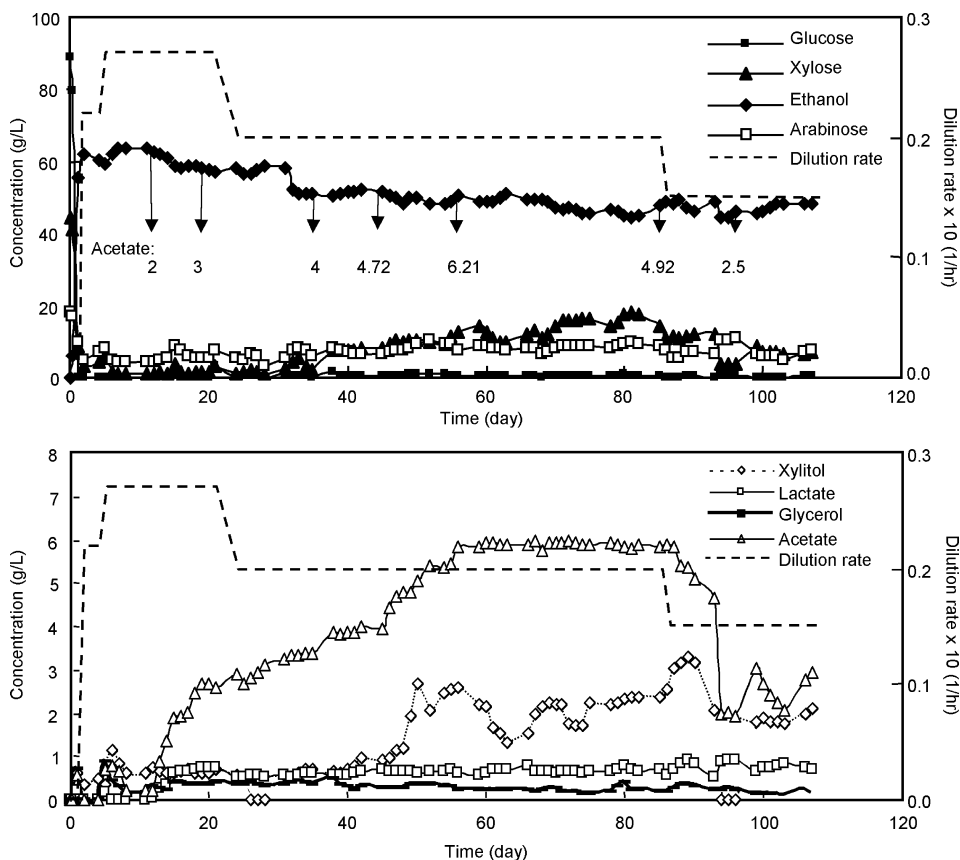 100
80
60
40
20
0
Concentration (g/L)
0.3
0.2
0.1
0.0
Dilution rate x 10 (1/hr)
Glucose
Xylose
Ethanol
Arabinose
Dilution rate
Acetate:
2 3 4 4.72 6.21 4.92 2.5
0 20 40 60 80 100 120
Time (day)
8
7
6
5
4
3
2
1
0
Concentration (g/L)
0.3
0.2
0.1
0.0
Dilution rate x 10 (1/hr)
Xylitol
Lactate
Glycerol
Acetate
Dilution rate
0 20 40 60 80 100 120
Time (day)